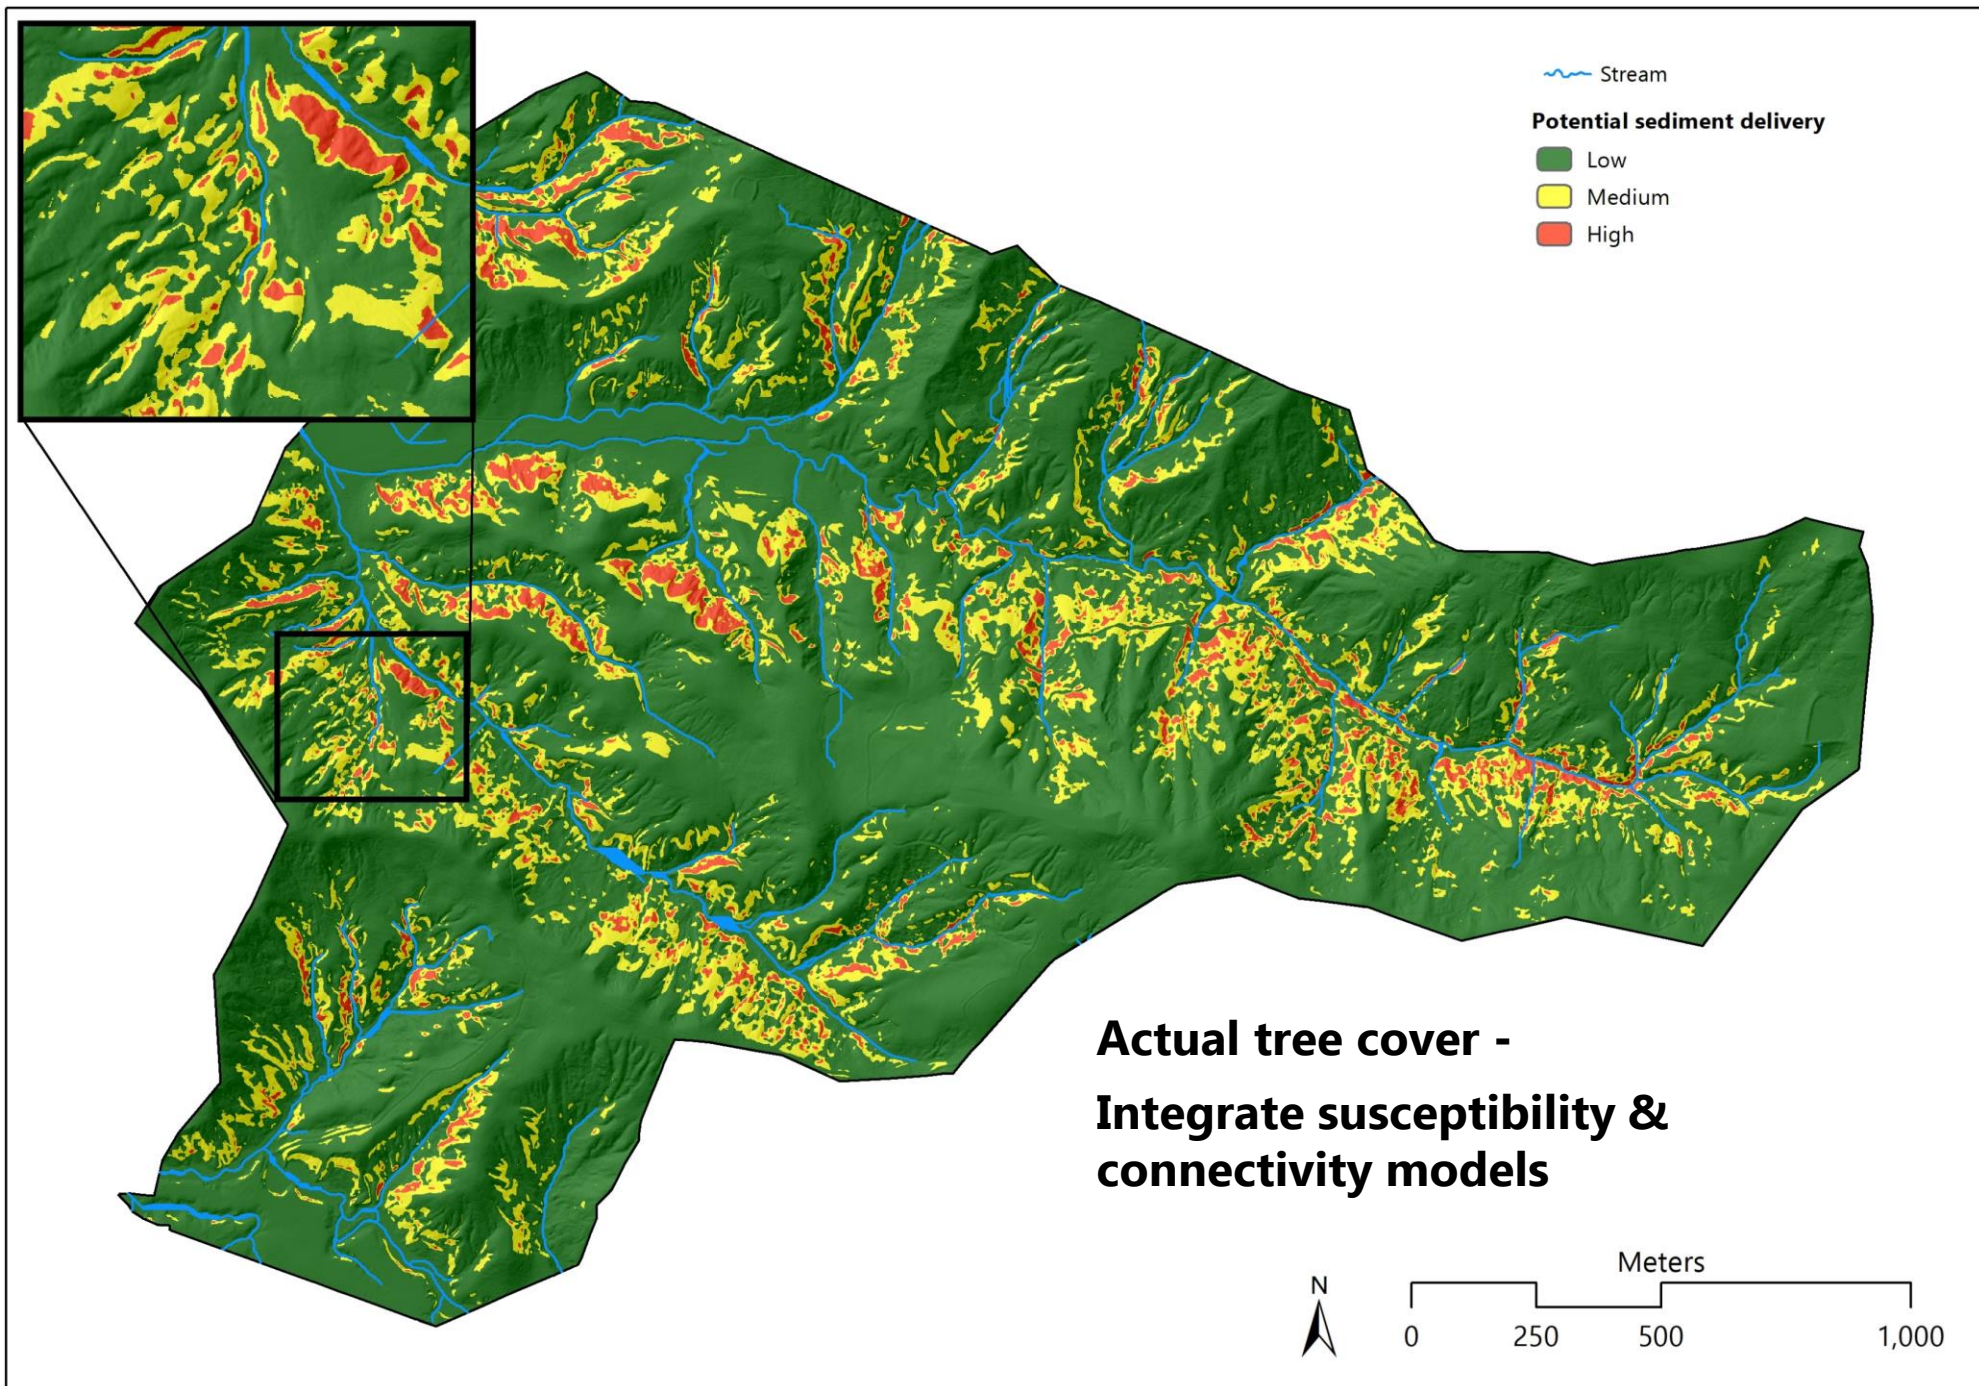 Stream
Potential sediment delivery
Low
Medium
High
Actual tree cover -
Integrate susceptibility &
connectivity models
Meters
N
0 250 500 1,000